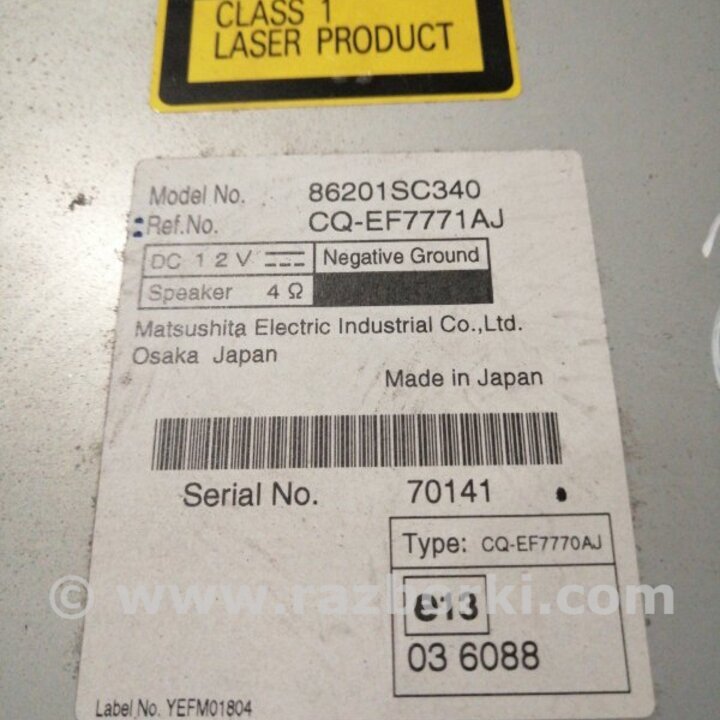 CLASS 1
LASER PRODUCT
Model No. 86201SC340
Ref.No. CQ-EF7771AJ
DC 12V Negative Ground
Speaker 4Ω
Matsushita Electric Industrial Co.,Ltd.
Osaka Japan
Made in Japan
Serial No. 70141
Type: CQ-EF7770AJ
e13
© www.razborki.com
03 6088
Label No. YEFM01804